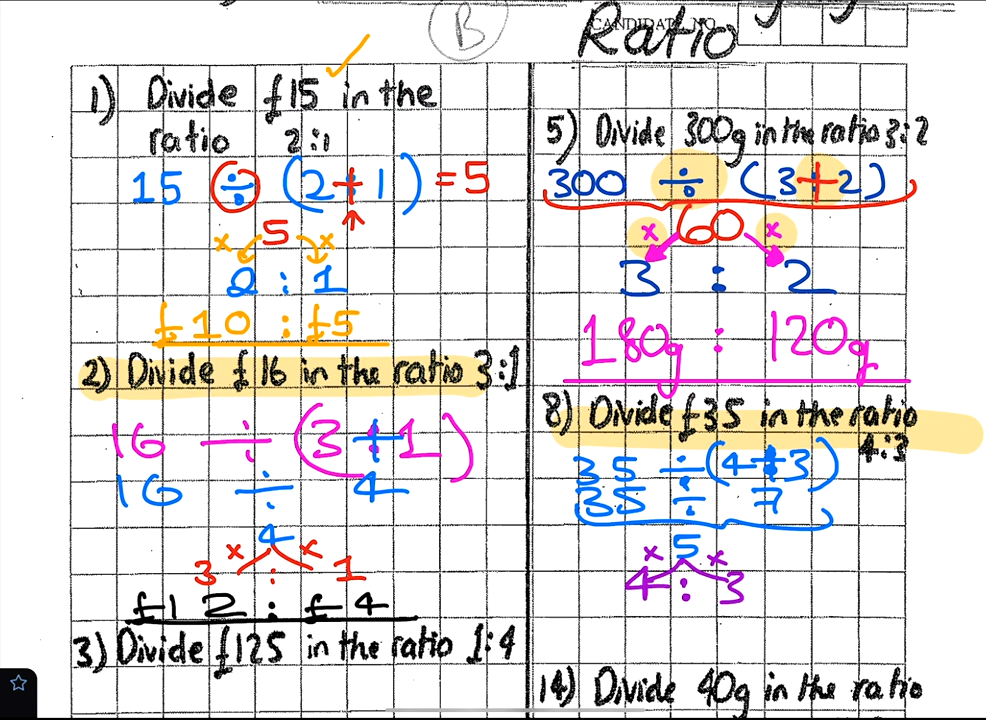 B
CANDIDATE NO
Ratio
1) Divide £15 in the
ratio 2:1
15 ÷ (2+1) = 5
5
x x
2 : 1
£10 : £5
2) Divide £16 in the ratio 3:1
16 ÷ (3+1)
16 ÷ 4
4
x x
3 : 1
£12 : £4
3) Divide £125 in the ratio 1:4
5) Divide 300g in the ratio 3:2
300 ÷ (3+2)
60
x x
3 : 2
180g : 120g
8) Divide £35 in the ratio
4:3
35 ÷ (4+3)
35 ÷ 7
5
x x
4 : 3
14) Divide 40g in the ratio